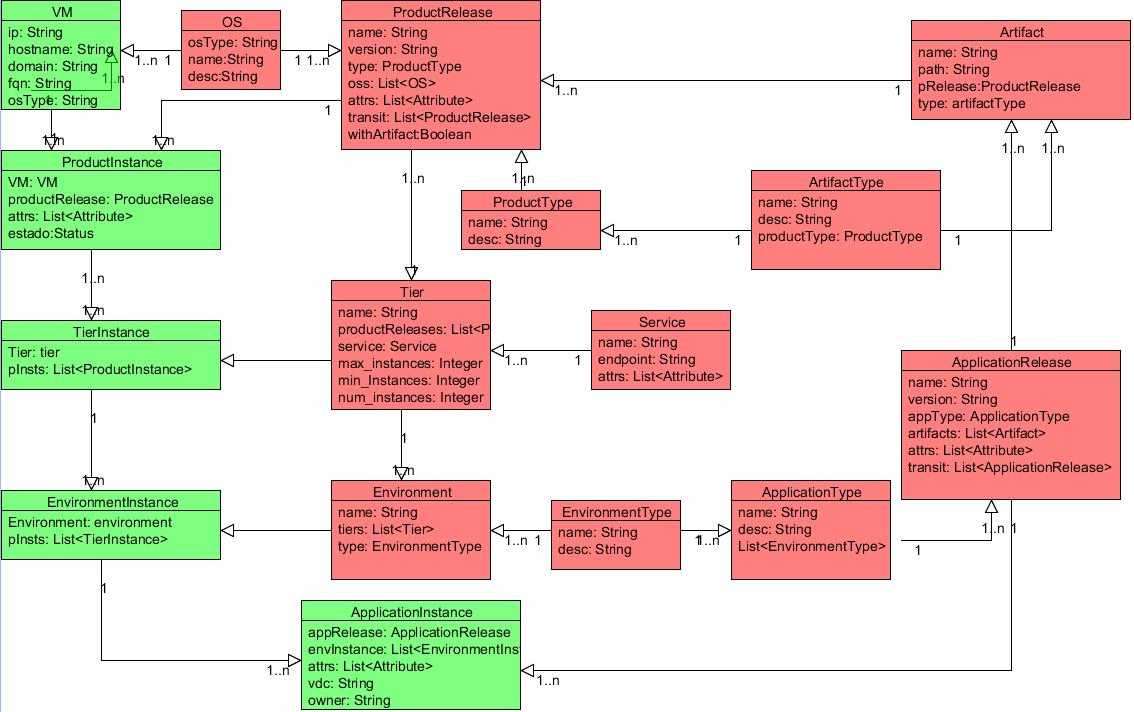 VM
ip: String
hostname: String
domain: String
fqn: String
osType: String
1..n
1
OS
osType: String
name:String
desc:String
1..n 1
1 1..n
ProductRelease
name: String
version: String
type: ProductType
oss: List<OS>
attrs: List<Attribute>
transit: List<ProductRelease>
withArtifact:Boolean
1..n
1
Artifact
name: String
path: String
pRelease:ProductRelease
type: artifactType
1
1..n
1..n
1..n
1..n
ProductInstance
VM: VM
productRelease: ProductRelease
attrs: List<Attribute>
estado:Status
1..n
1..n
1
ProductType
name: String
desc: String
1..n
1
ArtifactType
name: String
desc: String
productType: ProductType
1
1..n
1..n
1
TierInstance
Tier: tier
pInsts: List<ProductInstance>
Tier
name: String
productReleases: List<P
service: Service
max_instances: Integer
min_Instances: Integer
num_instances: Integer
1..n
1
Service
name: String
endpoint: String
attrs: List<Attribute>
1
ApplicationRelease
name: String
version: String
appType: ApplicationType
artifacts: List<Artifact>
attrs: List<Attribute>
transit: List<ApplicationRelease>
1
1..n
1
1..n
EnvironmentInstance
Environment: environment
pInsts: List<TierInstance>
Environment
name: String
tiers: List<Tier>
type: EnvironmentType
1..n 1
EnvironmentType
name: String
desc: String
1
1..n
ApplicationType
name: String
desc: String
List<EnvironmentType>
1
1..n
1
1
1..n
ApplicationInstance
appRelease: ApplicationRelease
envInstance: List<EnvironmentIns
attrs: List<Attribute>
vdc: String
owner: String
1..n